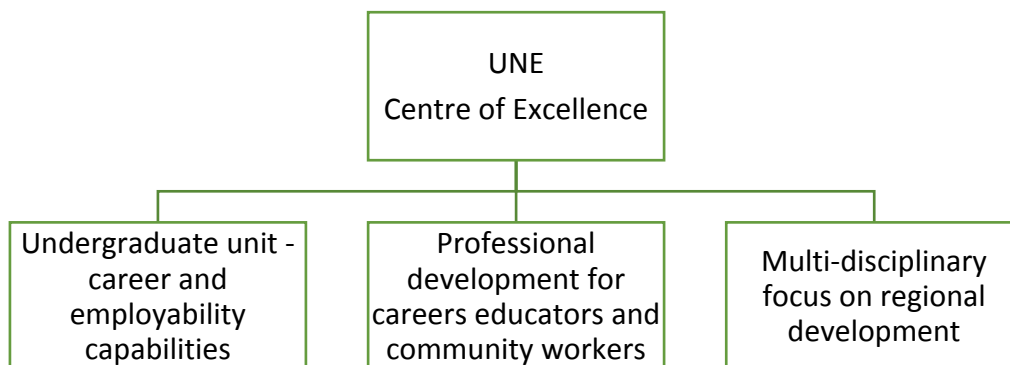 UNE
Centre of Excellence
Undergraduate unit -
career and
employability
capabilities
Professional
development for
careers educators and
community workers
Multi-disciplinary
focus on regional
development